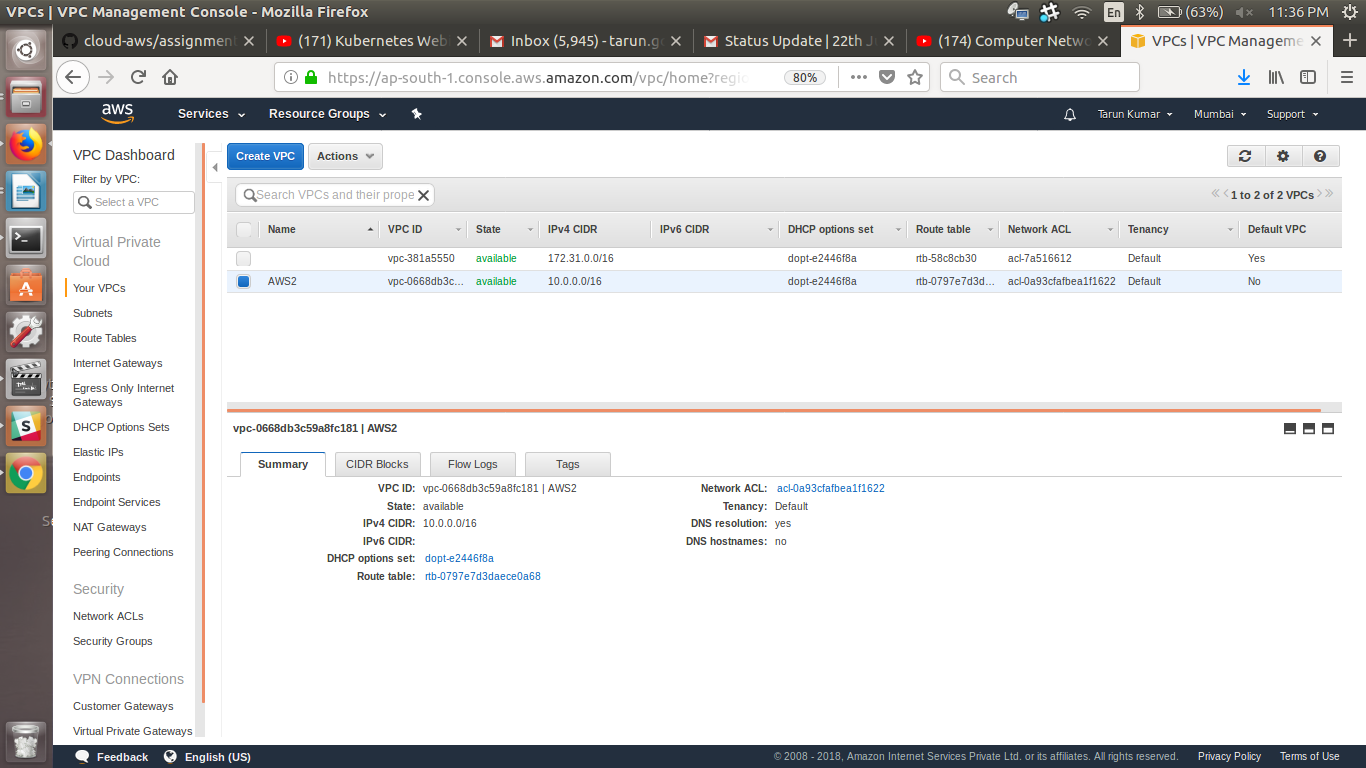 VPCs | VPC Management Console - Mozilla Firefox
En
(63%)
11:36 PM
cloud-aws/assignment
(171) Kubernetes Web
Inbox (5,945) - tarun.g
Status Update | 22th J
(174) Computer Netwo
VPCs | VPC Manageme
https://ap-south-1.console.aws.amazon.com/vpc/home?regio
80%
Search
aws
Services
Resource Groups
Tarun Kumar
Mumbai
Support
VPC Dashboard
Filter by VPC:
Select a VPC
Virtual Private
Cloud
Your VPCs
Subnets
Route Tables
Internet Gateways
Egress Only Internet
Gateways
DHCP Options Sets
Elastic IPs
Endpoints
Endpoint Services
NAT Gateways
Peering Connections
Security
Network ACLs
Security Groups
VPN Connections
Customer Gateways
Virtual Private Gateways
Create VPC
Actions
Search VPCs and their prope
1 to 2 of 2 VPCs
Name VPC ID State IPv4 CIDR IPv6 CIDR DHCP options set Route table Network ACL Tenancy Default VPC
vpc-381a5550 available 172.31.0.0/16 dopt-e2446f8a rtb-58c8cb30 acl-7a516612 Default Yes
AWS2 vpc-0668db3c... available 10.0.0.0/16 dopt-e2446f8a rtb-0797e7d3d... acl-0a93cfafbea1f1622 Default No
vpc-0668db3c59a8fc181 | AWS2
Summary
CIDR Blocks
Flow Logs
Tags
VPC ID: vpc-0668db3c59a8fc181 | AWS2
State: available
IPv4 CIDR: 10.0.0.0/16
IPv6 CIDR:
DHCP options set: dopt-e2446f8a
Route table: rtb-0797e7d3daece0a68
Network ACL: acl-0a93cfafbea1f1622
Tenancy: Default
DNS resolution: yes
DNS hostnames: no
Feedback
English (US)
© 2008 - 2018, Amazon Internet Services Private Ltd. or its affiliates. All rights reserved.
Privacy Policy
Terms of Use